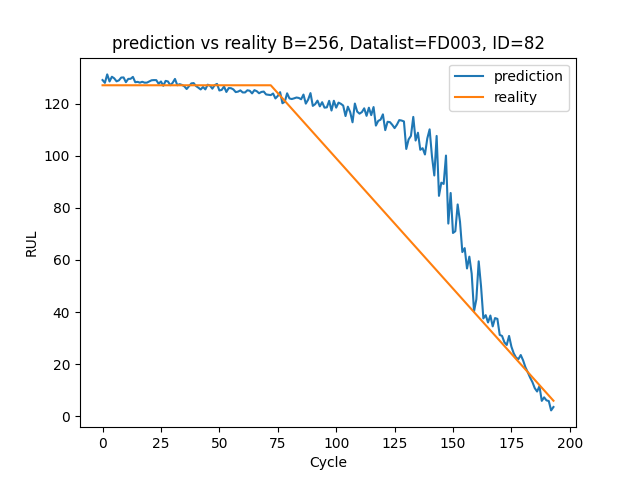 prediction vs reality B=256, Datalist=FD003, ID=82
prediction
reality
RUL
120
100
80
60
40
20
0
0 25 50 75 100 125 150 175 200
Cycle